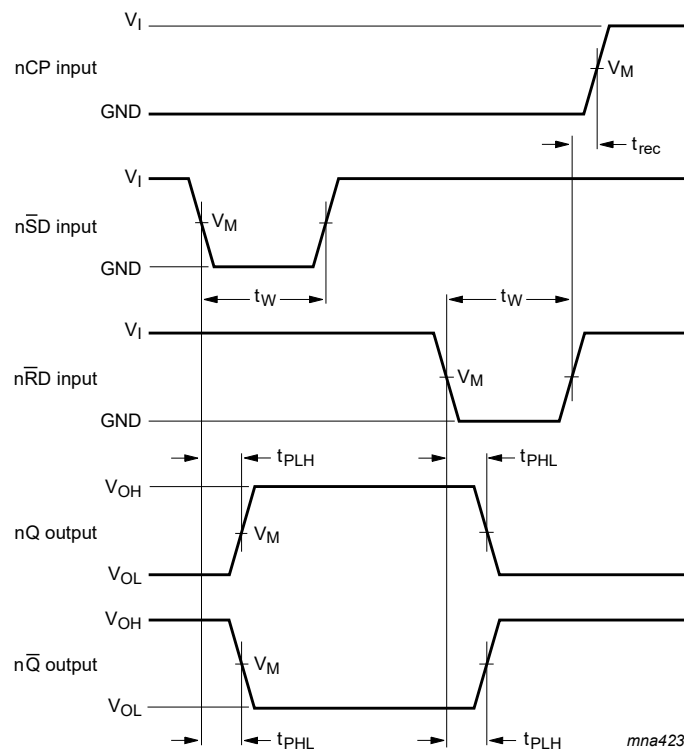 V_I
nCP input
V_M
GND
t_rec
V_I
nS̅D input
V_M
GND
t_W
t_W
V_I
nR̅D input
V_M
GND
t_PLH
t_PHL
V_OH
nQ output
V_M
V_OL
V_OH
nQ̅ output
V_M
V_OL
t_PHL
t_PLH
mna423